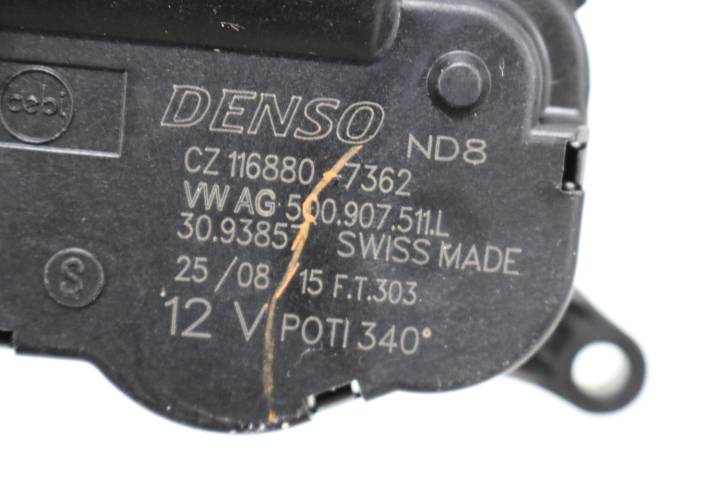 cebi
DENSO
ND8
CZ 116880-7362
VW AG 5Q0.907.511.L
30.93857
SWISS MADE
S
25/08/15 F.T.303
12 V POTI 340°